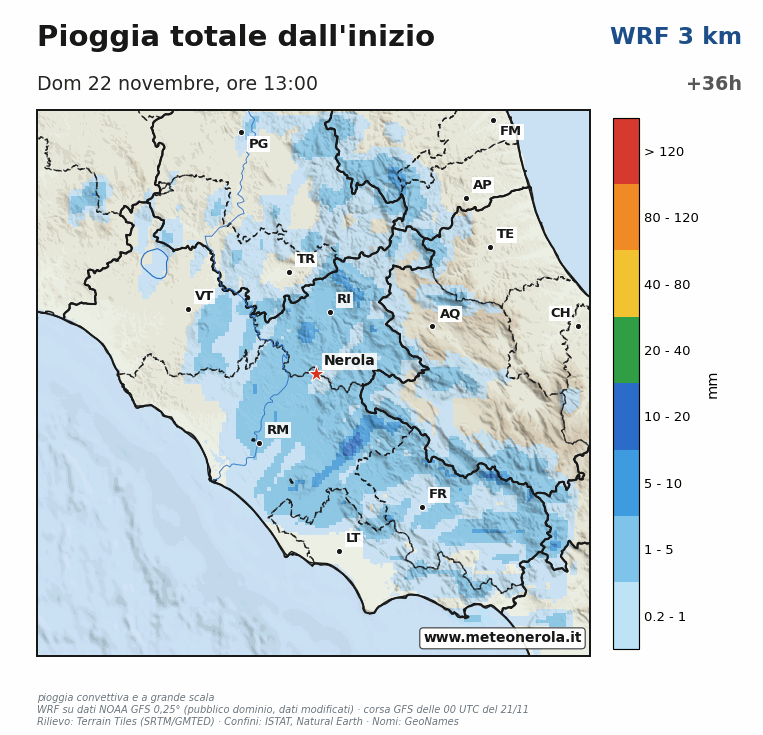 Pioggia totale dall'inizio
WRF 3 km
Dom 22 novembre, ore 13:00
+36h
FM
PG
AP
TE
TR
VT
RI
AQ
CH
Nerola
RM
FR
LT
www.meteonerola.it
> 120
80 - 120
40 - 80
20 - 40
10 - 20
5 - 10
1 - 5
0.2 - 1
mm
pioggia convettiva e a grande scala
WRF su dati NOAA GFS 0,25° (pubblico dominio, dati modificati) · corsa GFS delle 00 UTC del 21/11
Rilievo: Terrain Tiles (SRTM/GMTED) · Confini: ISTAT, Natural Earth · Nomi: GeoNames